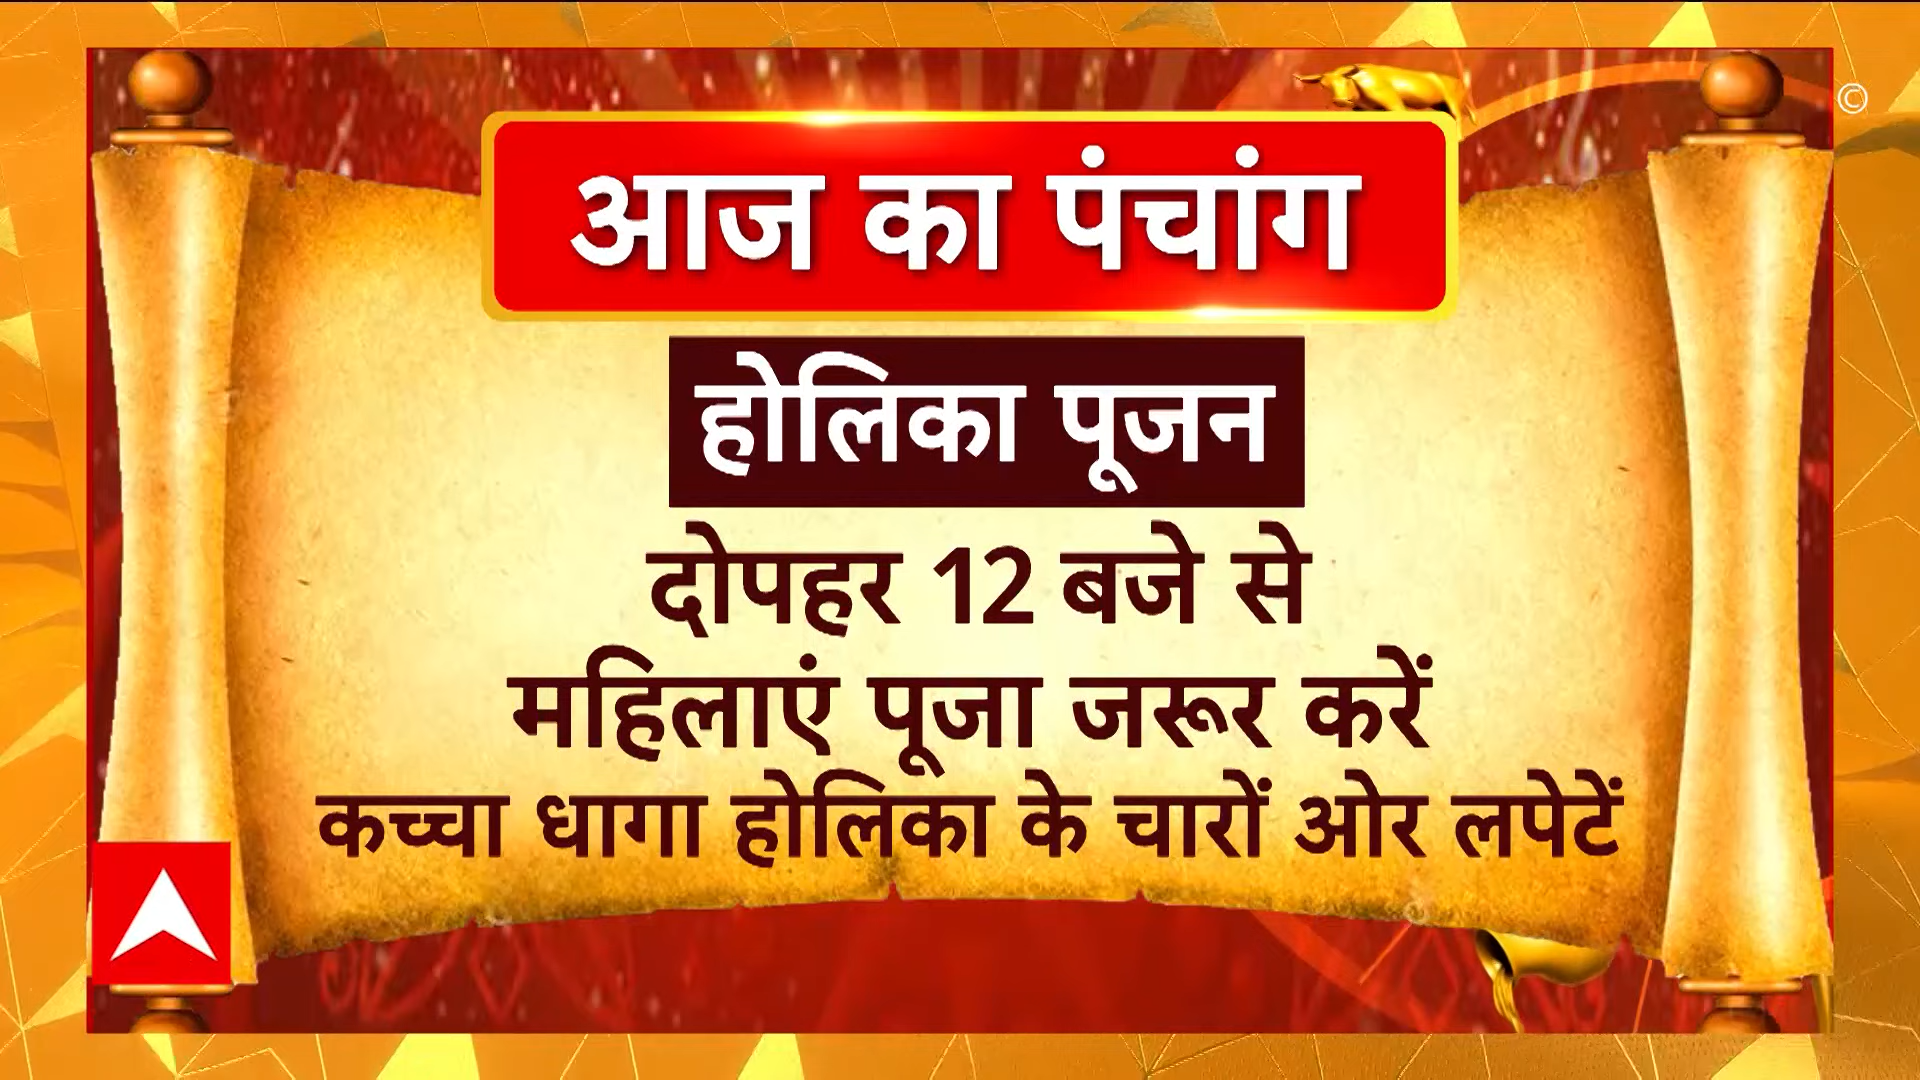 आज का पंचांग
©
होलिका पूजन
दोपहर 12 बजे से
महिलाएं पूजा जरूर करें
कच्चा धागा होलिका के चारों ओर लपेटें